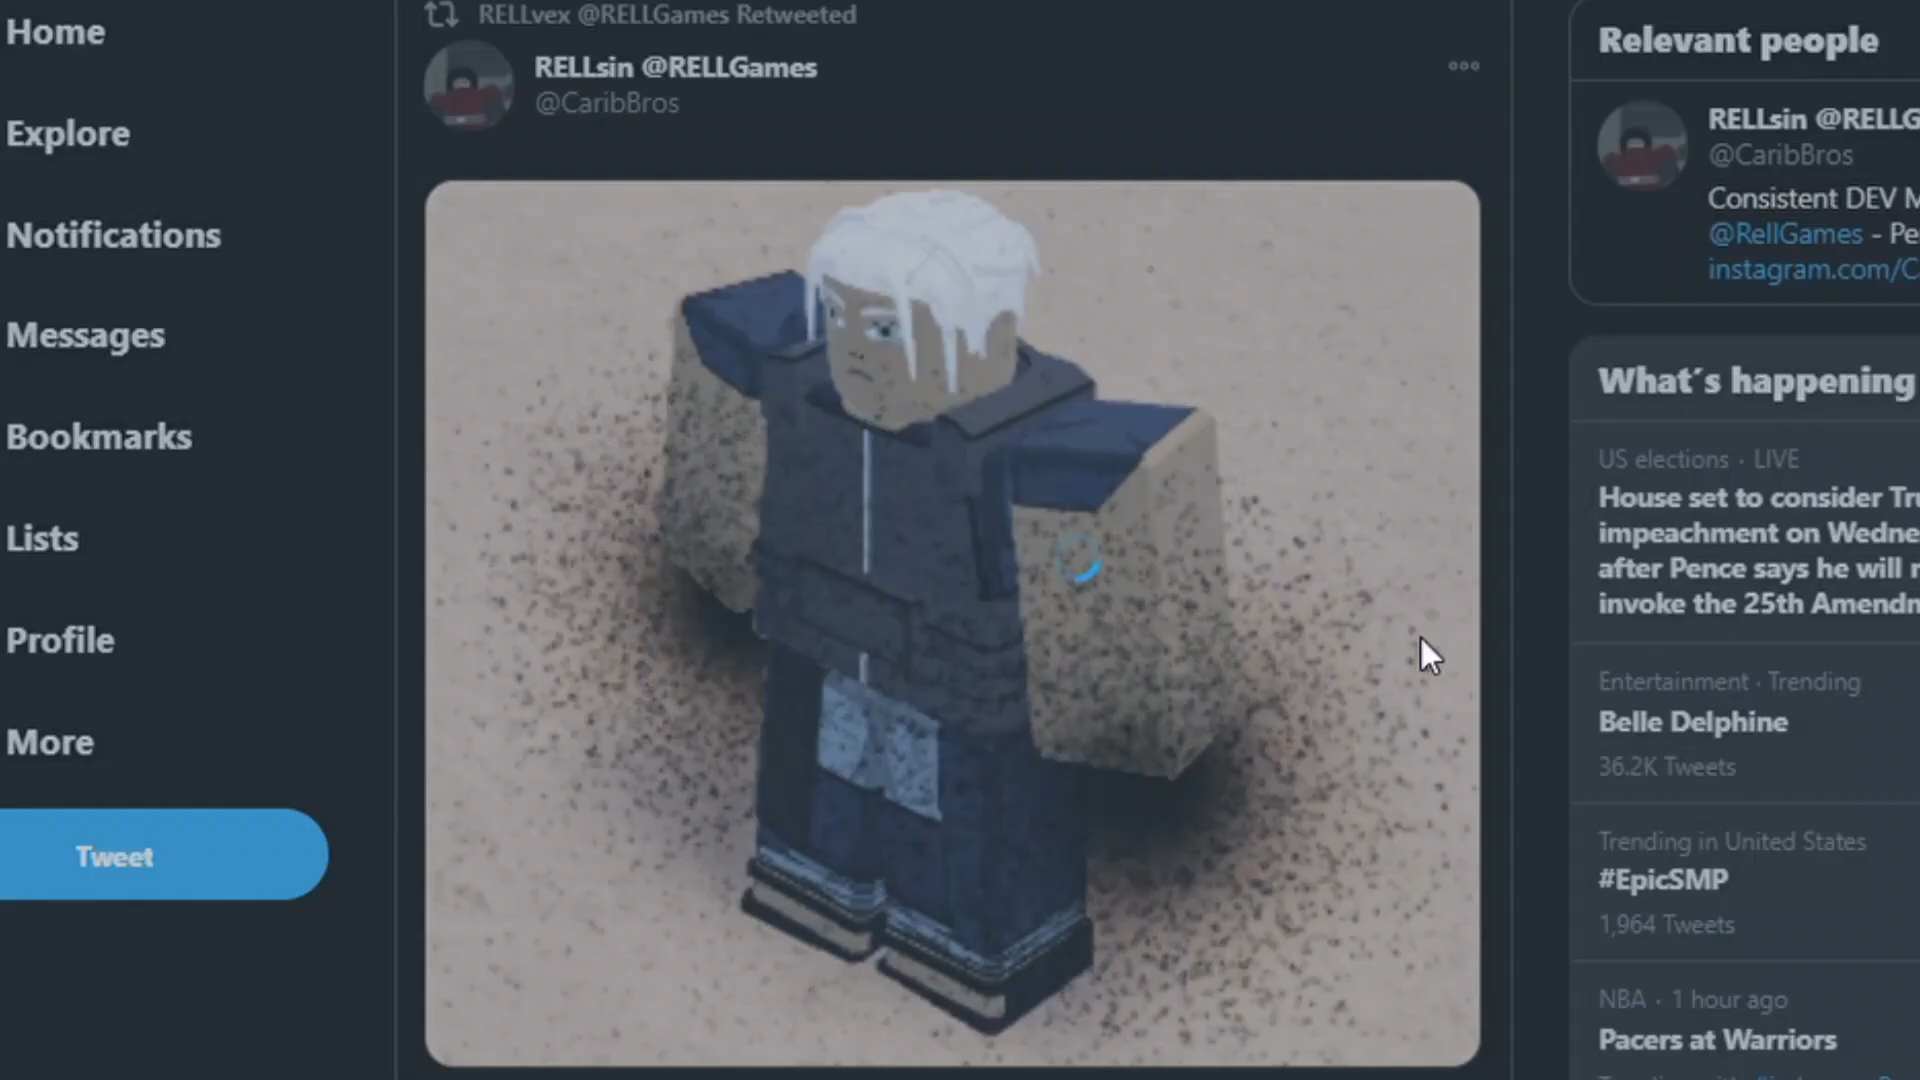 Home
Explore
Notifications
Messages
Bookmarks
Lists
Profile
More
Tweet
RELLvex @RELLGames Retweeted
RELLsin @RELLGames
@CaribBros
Relevant people
RELLsin @RELLG
@CaribBros
Consistent DEV M
@RellGames - Pe
instagram.com/C
What´s happening
US elections · LIVE
House set to consider Tru
impeachment on Wedne
after Pence says he will n
invoke the 25th Amendm
Entertainment · Trending
Belle Delphine
36.2K Tweets
Trending in United States
#EpicSMP
1,964 Tweets
NBA · 1 hour ago
Pacers at Warriors